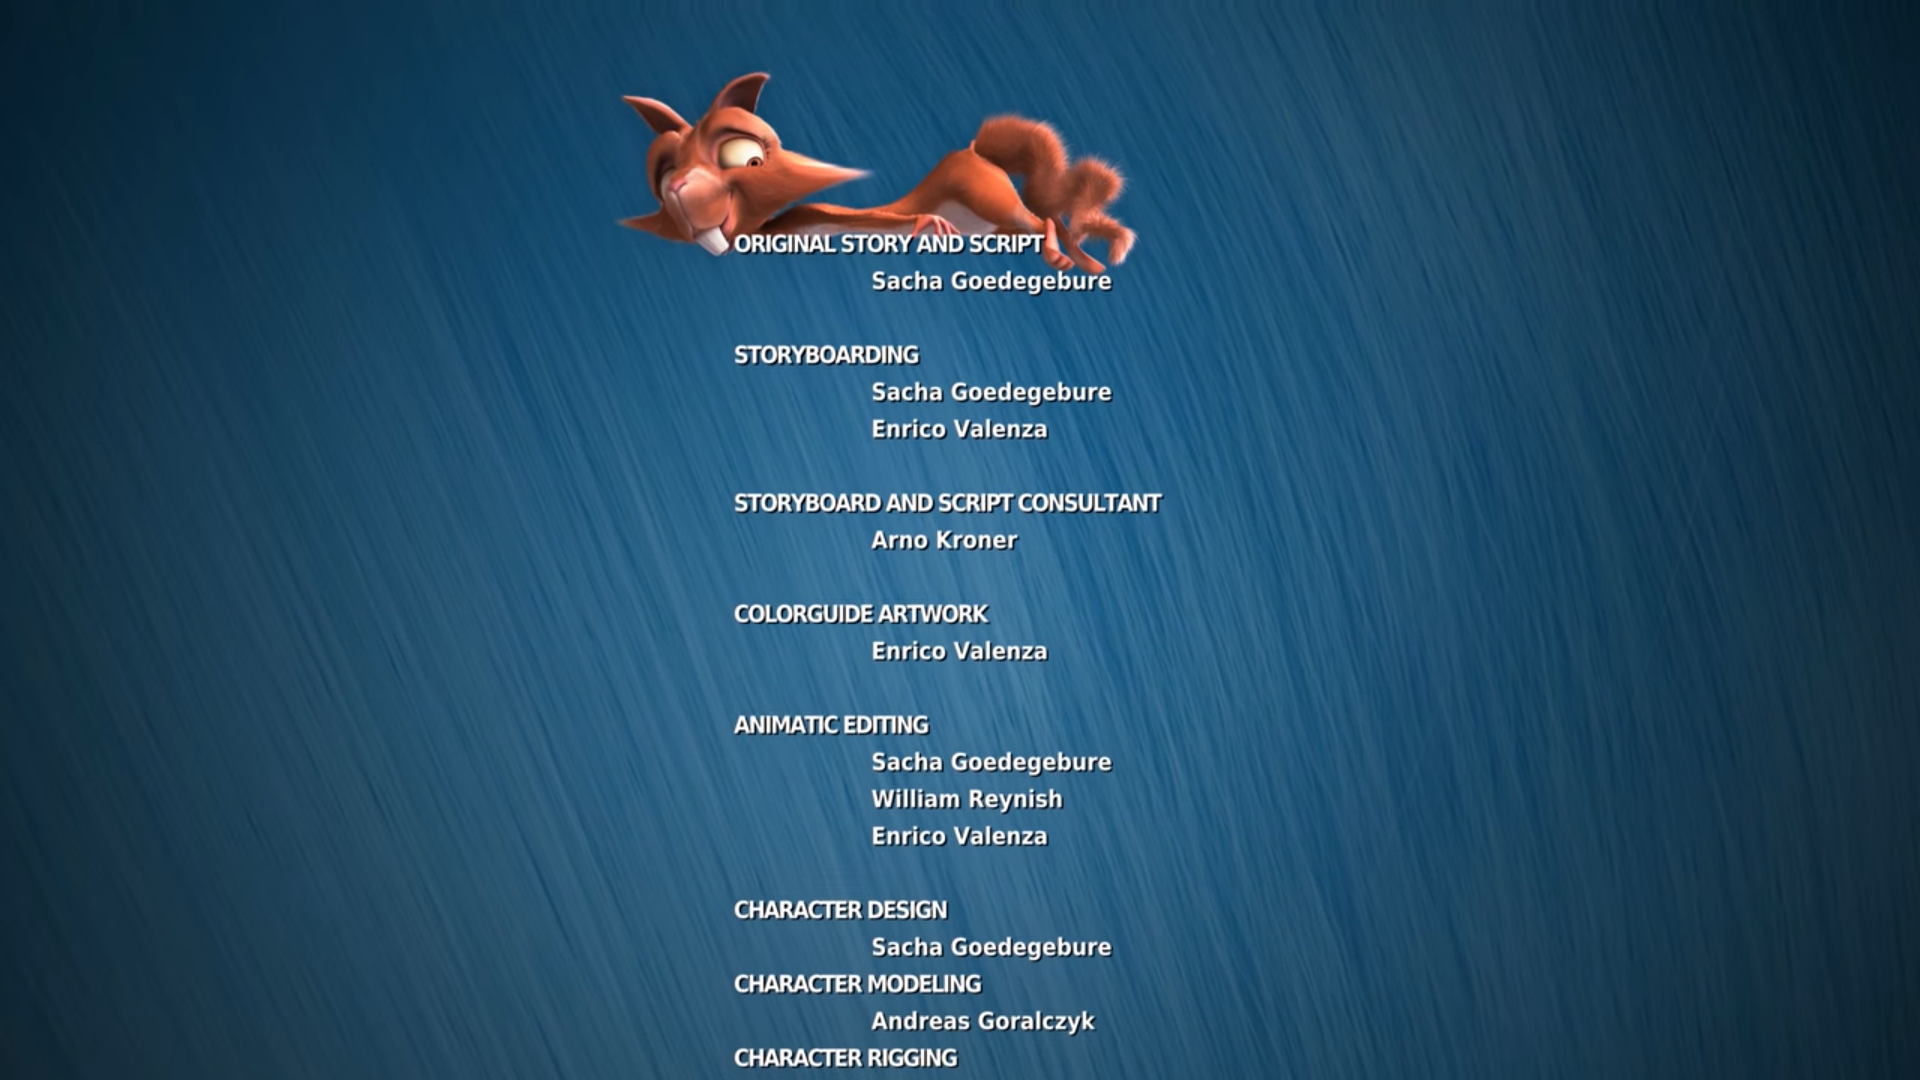 ORIGINAL STORY AND SCRIPT
Sacha Goedegebure
STORYBOARDING
Sacha Goedegebure
Enrico Valenza
STORYBOARD AND SCRIPT CONSULTANT
Arno Kroner
COLORGUIDE ARTWORK
Enrico Valenza
ANIMATIC EDITING
Sacha Goedegebure
William Reynish
Enrico Valenza
CHARACTER DESIGN
Sacha Goedegebure
CHARACTER MODELING
Andreas Goralczyk
CHARACTER RIGGING